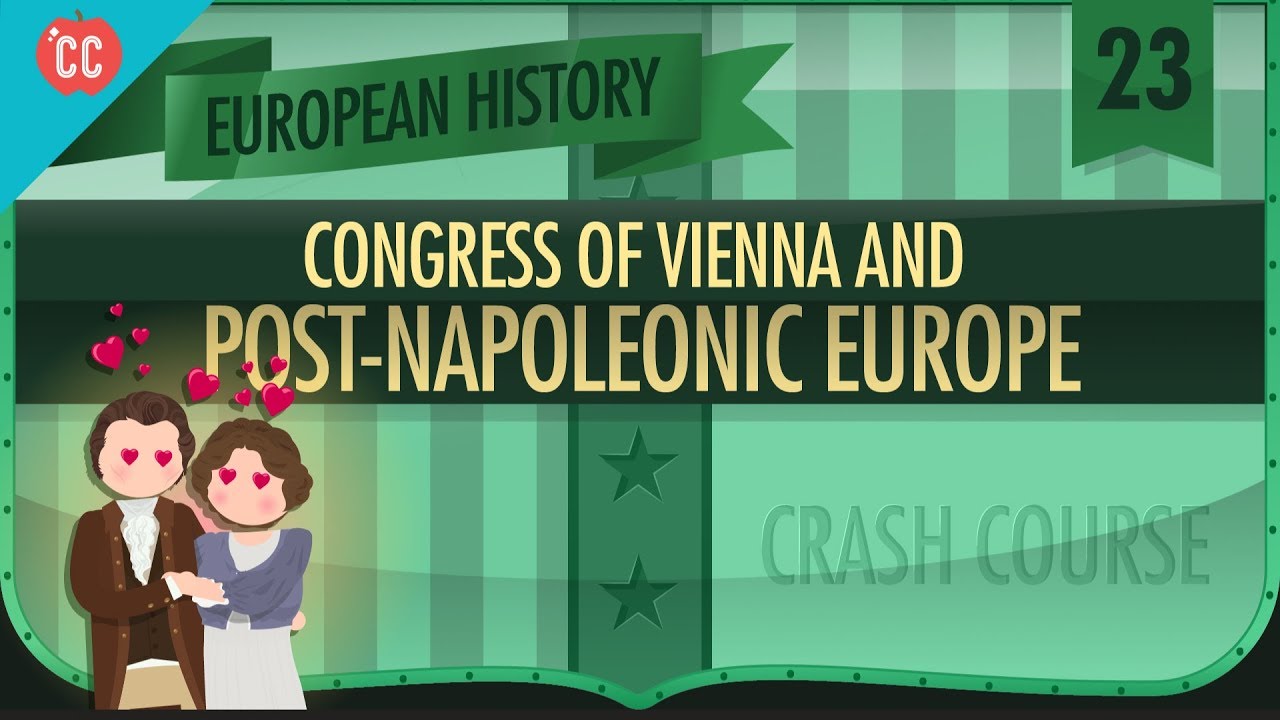 CC
EUROPEAN HISTORY
23
CONGRESS OF VIENNA AND
POST-NAPOLEONIC EUROPE
CRASH COURSE